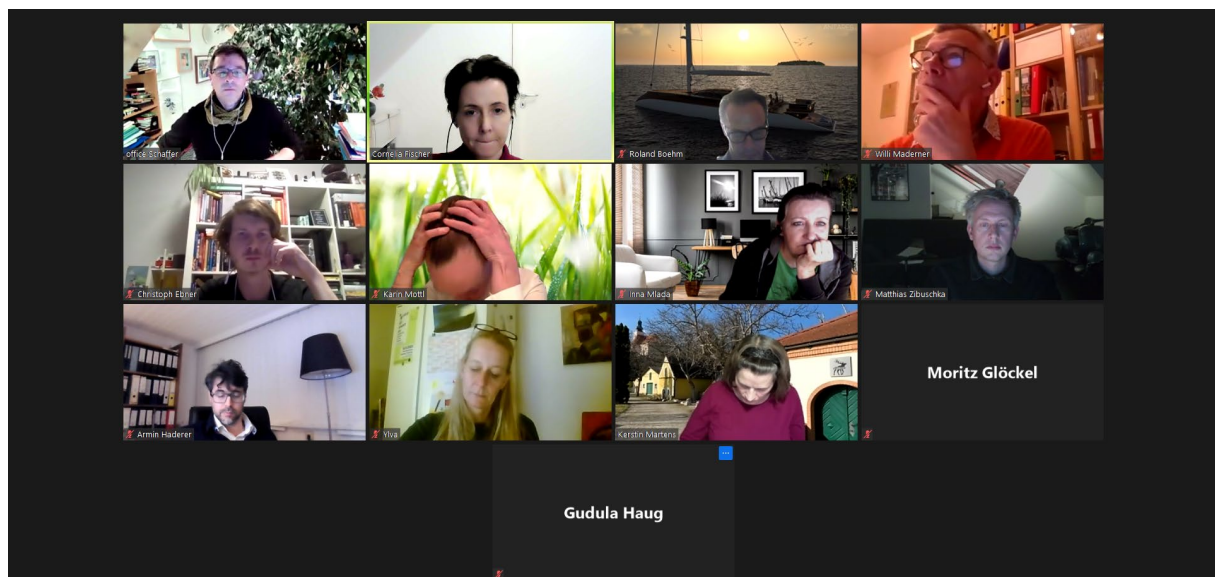 office Schaffer
Cornelia Fischer
Roland Boehm
Willi Maderner
Christoph Ebner
Karin Mottl
Inna Mlada
Matthias Zibuschka
Armin Haderer
Ylva
Kerstin Martens
Moritz Glöckel
Gudula Haug